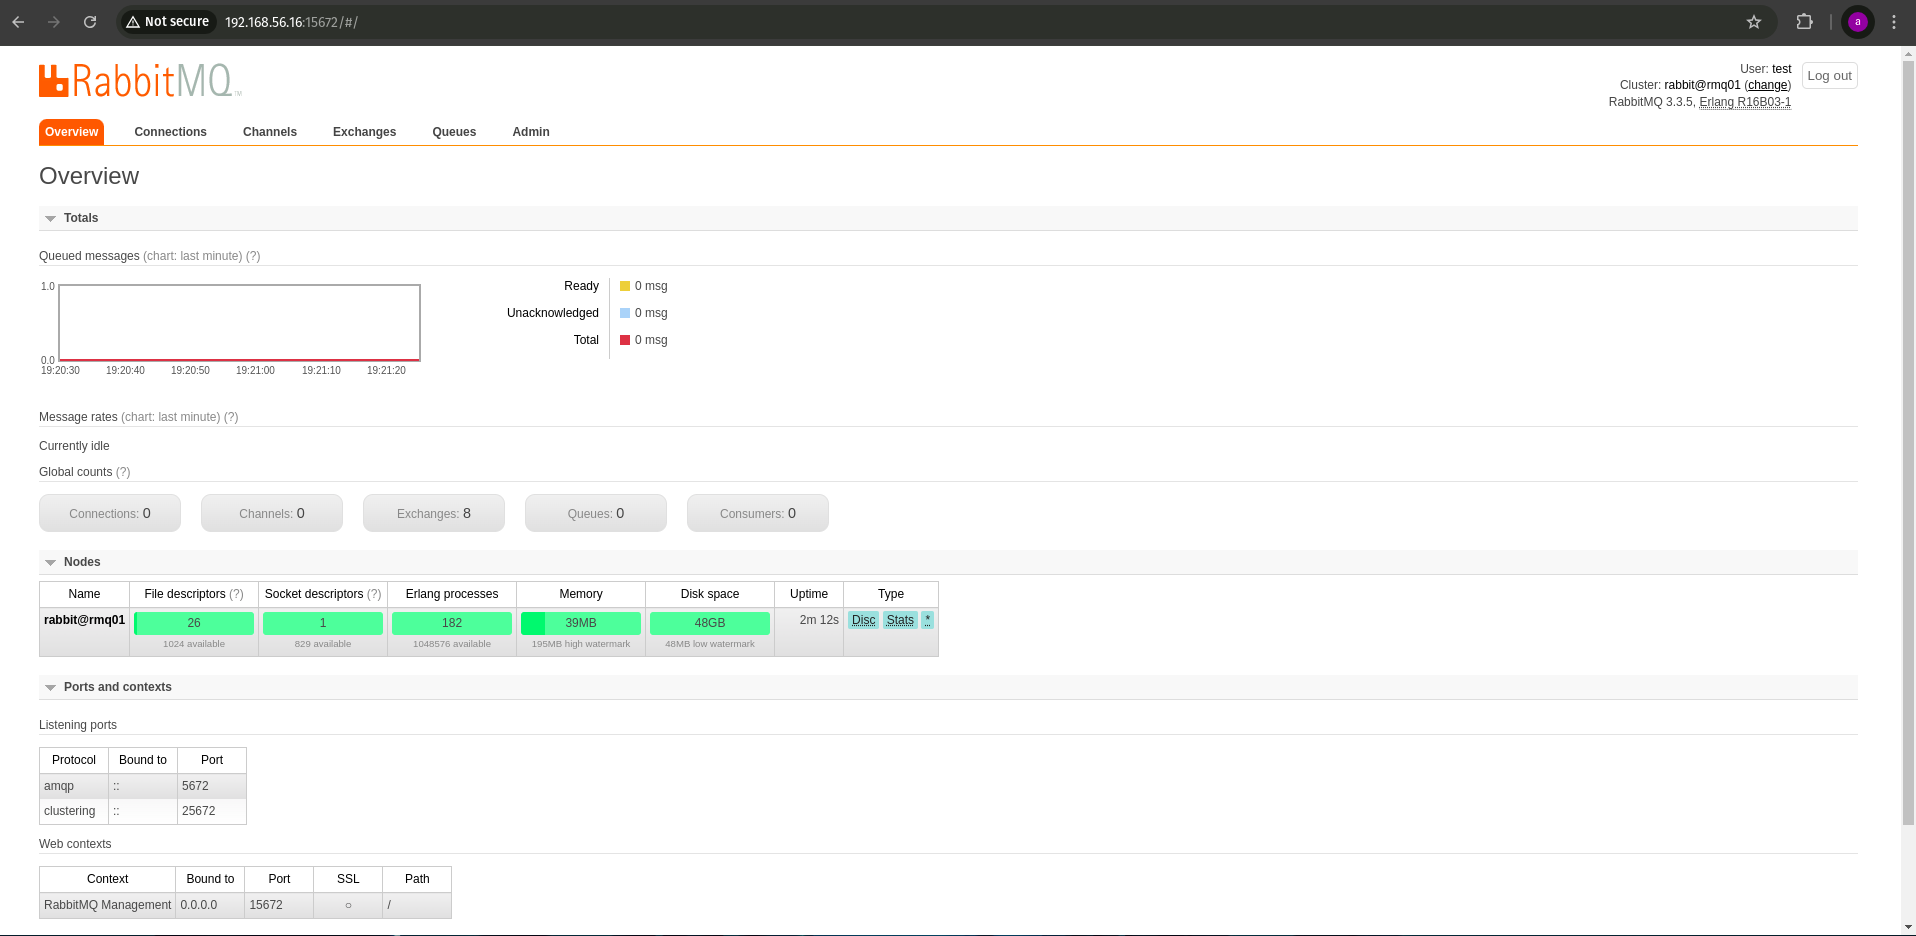 Not secure 192.168.56.16:15672/#/ a
RabbitMQ TM
User: test Log out
Cluster: rabbit@rmq01 (change)
RabbitMQ 3.3.5, Erlang R16B03-1
Overview Connections Channels Exchanges Queues Admin
Overview
Totals
Queued messages (chart: last minute) (?)
1.0
0.0
19:20:30 19:20:40 19:20:50 19:21:00 19:21:10 19:21:20
Ready 0 msg
Unacknowledged 0 msg
Total 0 msg
Message rates (chart: last minute) (?)
Currently idle
Global counts (?)
Connections: 0 Channels: 0 Exchanges: 8 Queues: 0 Consumers: 0
Nodes
Name File descriptors (?) Socket descriptors (?) Erlang processes Memory Disk space Uptime Type
rabbit@rmq01 26 1 182 39MB 48GB 2m 12s Disc Stats *
1024 available 829 available 1048576 available 195MB high watermark 48MB low watermark
Ports and contexts
Listening ports
Protocol Bound to Port
amqp :: 5672
clustering :: 25672
Web contexts
Context Bound to Port SSL Path
RabbitMQ Management 0.0.0.0 15672 ○ /